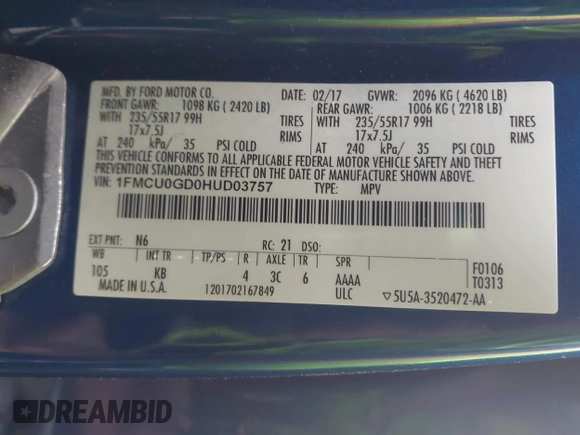 MFD. BY FORD MOTOR CO. DATE: 02/17 GVWR: 2096 KG ( 4620 LB)
FRONT GAWR: 1098 KG ( 2420 LB) REAR GAWR: 1006 KG ( 2218 LB)
WITH 235/55R17 99H TIRES WITH 235/55R17 99H TIRES
17x7.5J RIMS 17x7.5J RIMS
AT 240 kPa/ 35 PSI COLD AT 240 kPa/ 35 PSI COLD
THIS VEHICLE CONFORMS TO ALL APPLICABLE FEDERAL MOTOR VEHICLE SAFETY AND THEFT
PREVENTION STANDARDS IN EFFECT ON THE DATE OF MANUFACTURE SHOWN ABOVE.
VIN: 1FMCU0GD0HUD03757 TYPE: MPV
EXT PNT: N6 RC: 21 DSO:
WB INT TR TP/PS R AXLE TR SPR F0106
105 KB 4 3C 6 AAAA T0313
MADE IN U.S.A. 1201702167849 ULC ▽5U5A-3520472-AA
DREAMBID